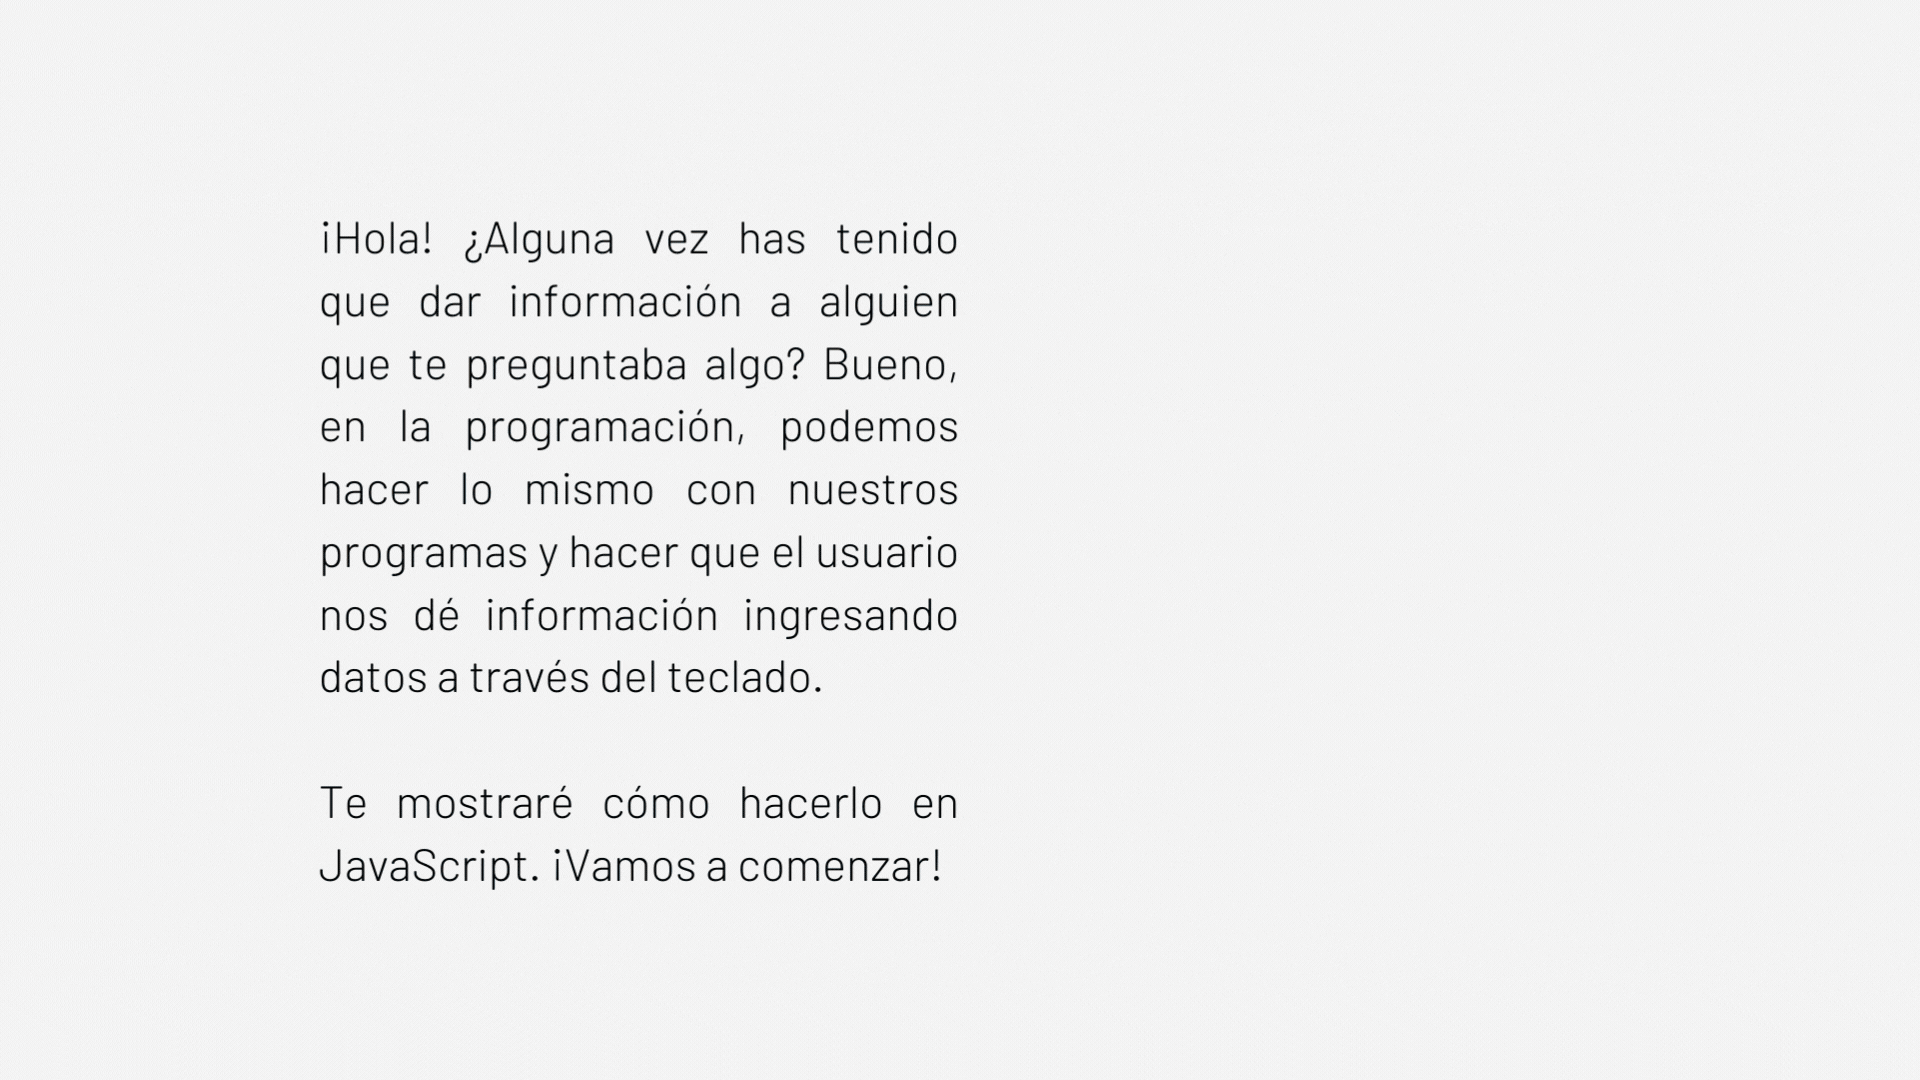 ¡Hola! ¿Alguna vez has tenido
que dar información a alguien
que te preguntaba algo? Bueno,
en la programación, podemos
hacer lo mismo con nuestros
programas y hacer que el usuario
nos dé información ingresando
datos a través del teclado.
Te mostraré cómo hacerlo en
JavaScript. ¡Vamos a comenzar!